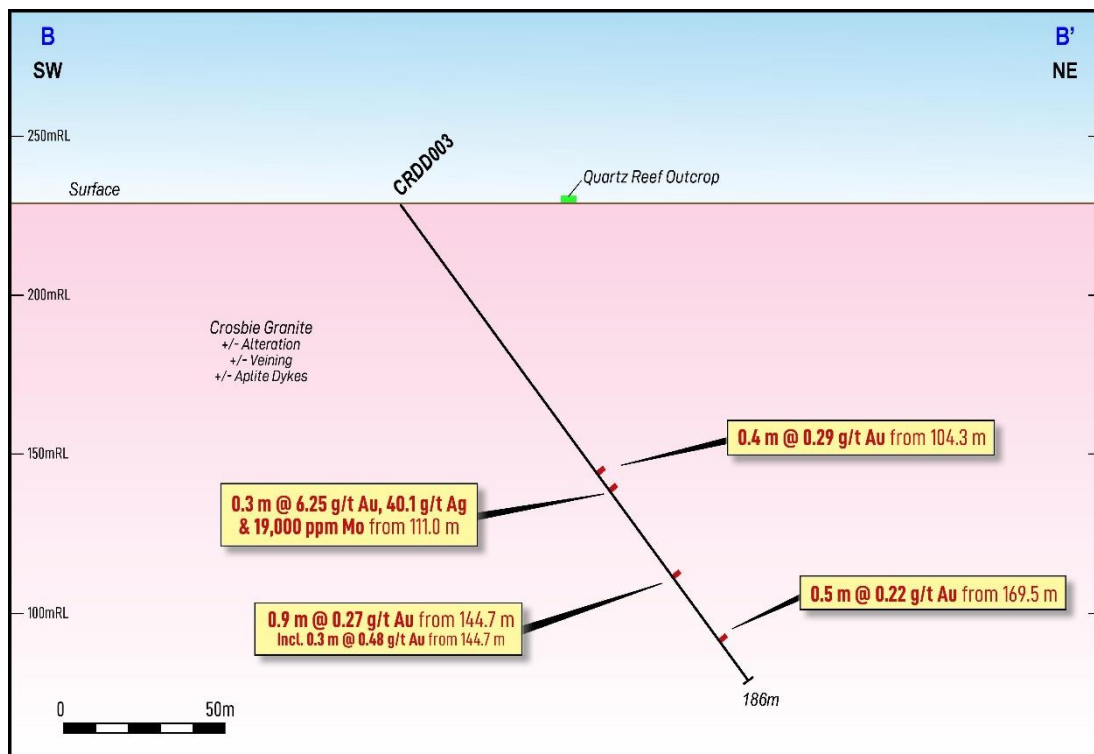 B
SW
B'
NE
250mRL
CRDD003
Quartz Reef Outcrop
Surface
200mRL
Crosbie Granite
+/- Alteration
+/- Veining
+/- Aplite Dykes
150mRL
0.4 m @ 0.29 g/t Au from 104.3 m
0.3 m @ 6.25 g/t Au, 40.1 g/t Ag
& 19,000 ppm Mo from 111.0 m
100mRL
0.5 m @ 0.22 g/t Au from 169.5 m
0.9 m @ 0.27 g/t Au from 144.7 m
Incl. 0.3 m @ 0.48 g/t Au from 144.7 m
186m
0 50m